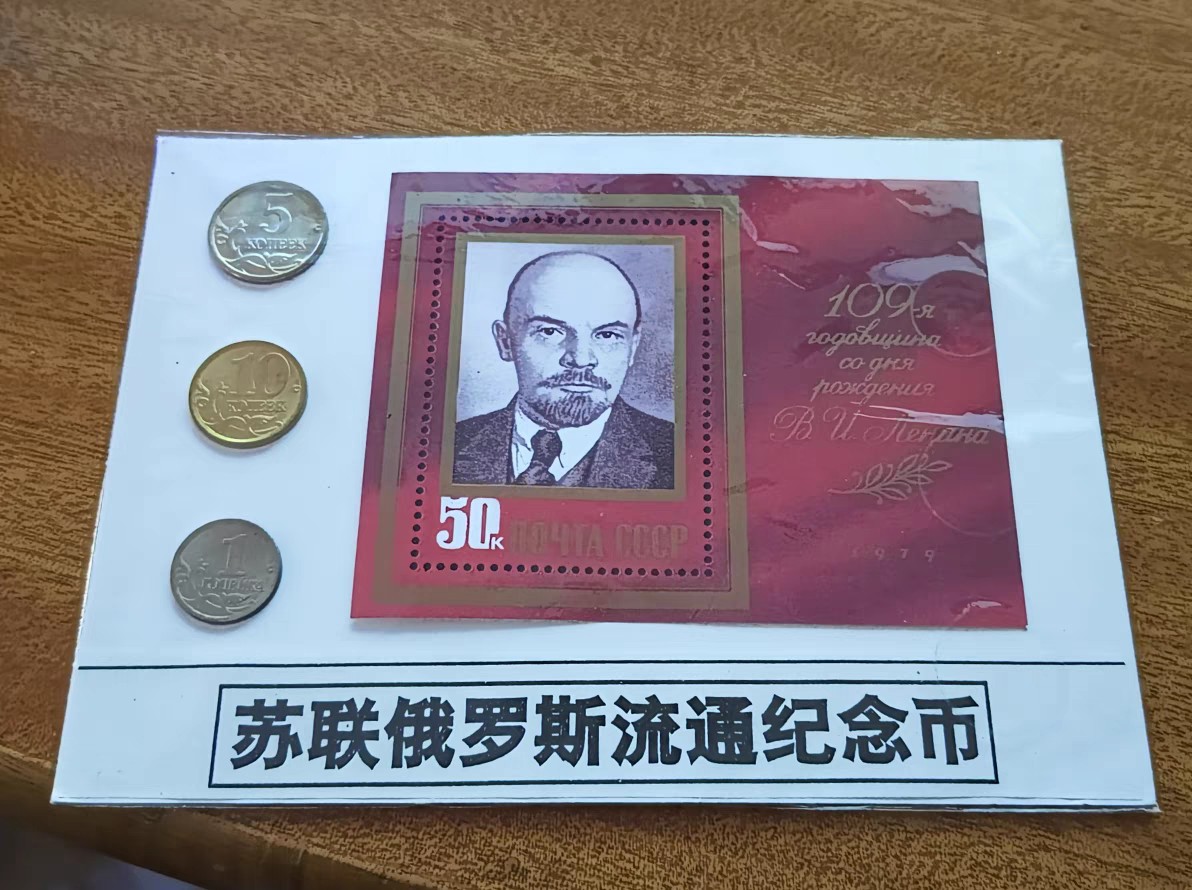 5
КОПЕЕК
10
КОПЕЕК
1
50к
ПОЧТА СССР
109-я
годовщина
со дня
рождения
В. И. Ленина
1979
苏联俄罗斯流通纪念币